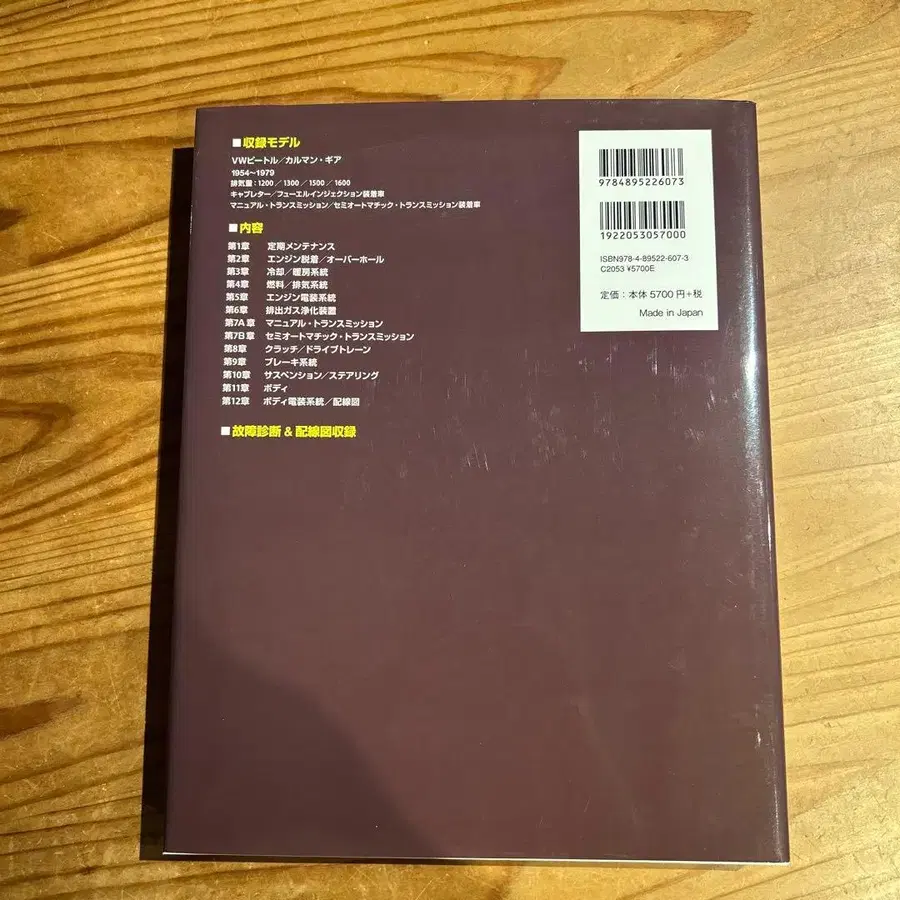 ■収録モデル
VWビートル／カルマン・ギア
1954〜1979
排気量：1200／1300／1500／1600
キャブレター／フューエルインジェクション装着車
マニュアル・トランスミッション／セミオートマチック・トランスミッション装着車
■内容
第1章 定期メンテナンス
第2章 エンジン脱着／オーバーホール
第3章 冷却／暖房系統
第4章 燃料／排気系統
第5章 エンジン電装系統
第6章 排出ガス浄化装置
第7A章 マニュアル・トランスミッション
第7B章 セミオートマチック・トランスミッション
第8章 クラッチ／ドライブトレーン
第9章 ブレーキ系統
第10章 サスペンション／ステアリング
第11章 ボディ
第12章 ボディ電装系統／配線図
■故障診断 & 配線図収録
9784895226073
1922053057000
ISBN978-4-89522-607-3
C2053 ¥5700E
定価：本体 5700 円+税
Made in Japan